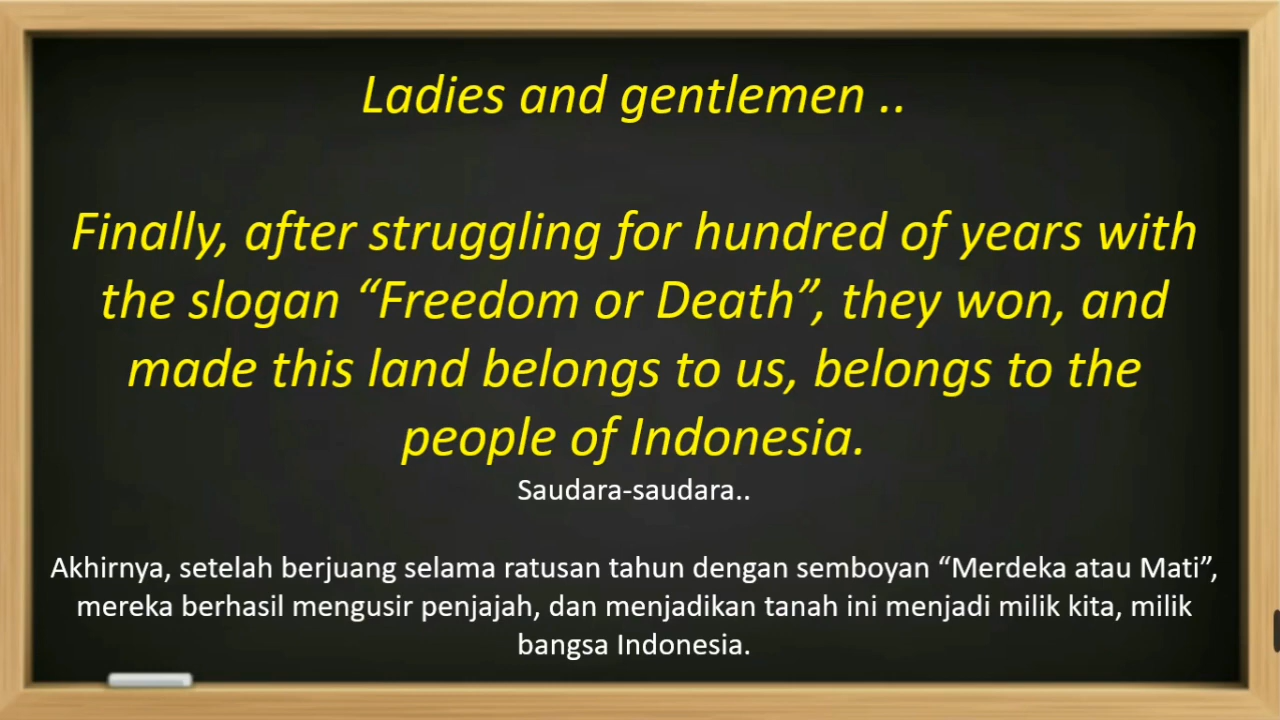 Ladies and gentlemen ..
Finally, after struggling for hundred of years with
the slogan “Freedom or Death”, they won, and
made this land belongs to us, belongs to the
people of Indonesia.
Saudara-saudara..
Akhirnya, setelah berjuang selama ratusan tahun dengan semboyan “Merdeka atau Mati”,
mereka berhasil mengusir penjajah, dan menjadikan tanah ini menjadi milik kita, milik
bangsa Indonesia.